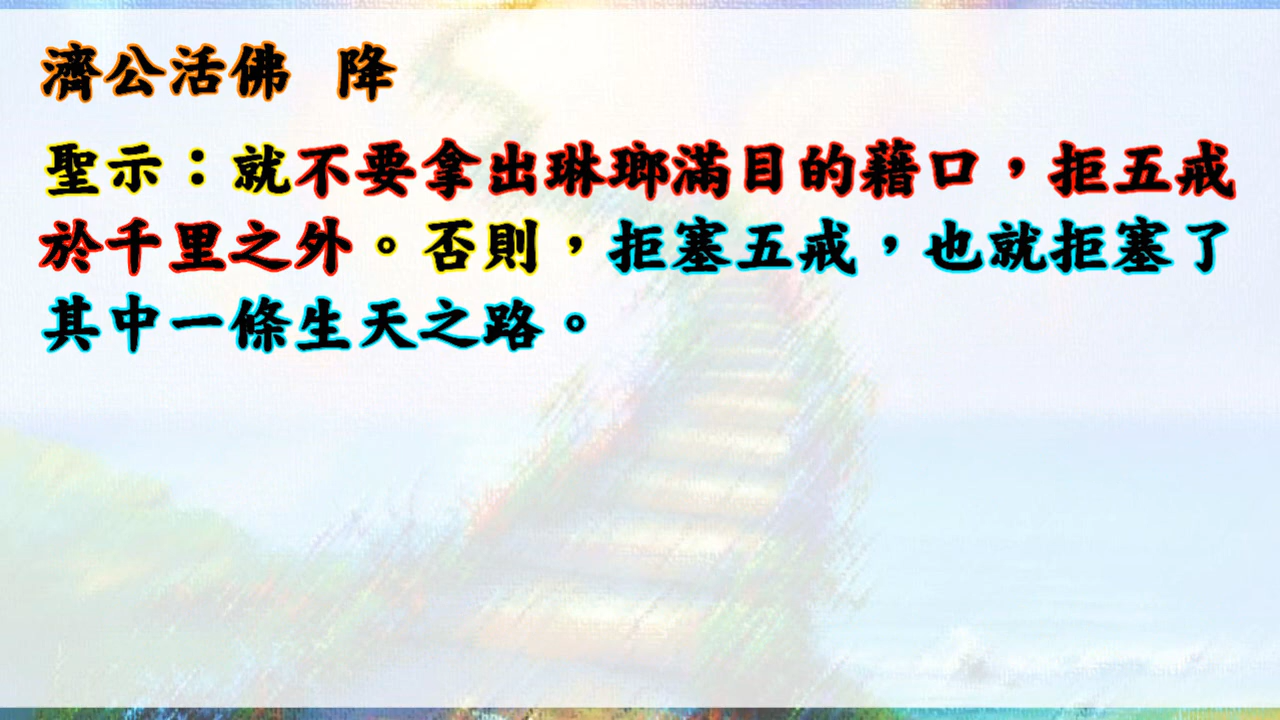 濟公活佛 降
聖示：就不要拿出琳瑯滿目的藉口，拒五戒
於千里之外。否則，拒塞五戒，也就拒塞了
其中一條生天之路。